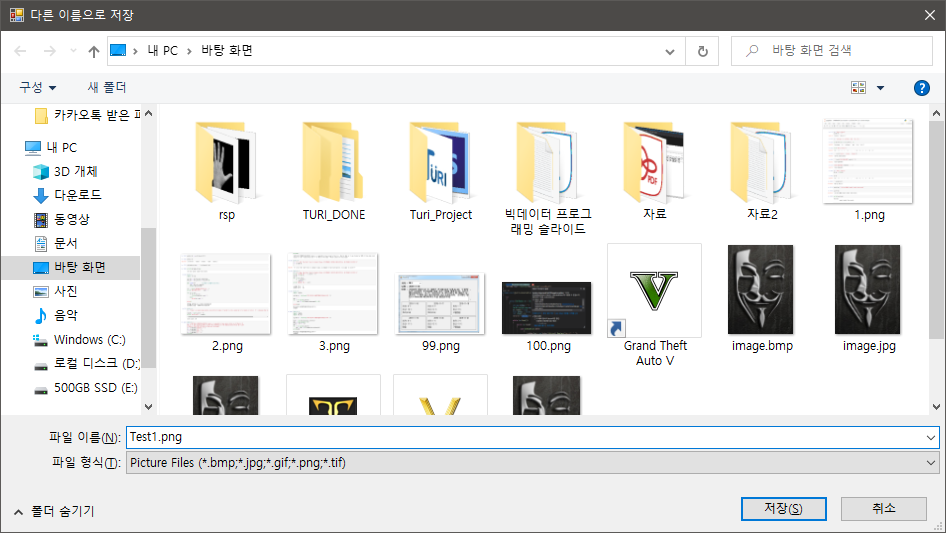 다른 이름으로 저장
내 PC
바탕 화면
바탕 화면 검색
구성
새 폴더
카카오톡 받은 파
내 PC
3D 개체
다운로드
동영상
문서
바탕 화면
사진
음악
Windows (C:)
로컬 디스크 (D:)
500GB SSD (E:)
rsp
TURI_DONE
Turi_Project
빅데이터 프로그
래밍 슬라이드
자료
자료2
1.png
2.png
3.png
99.png
100.png
Grand Theft
Auto V
image.bmp
image.jpg
파일 이름(N):
Test1.png
파일 형식(T):
Picture Files (*.bmp;*.jpg;*.gif;*.png;*.tif)
폴더 숨기기
저장(S)
취소